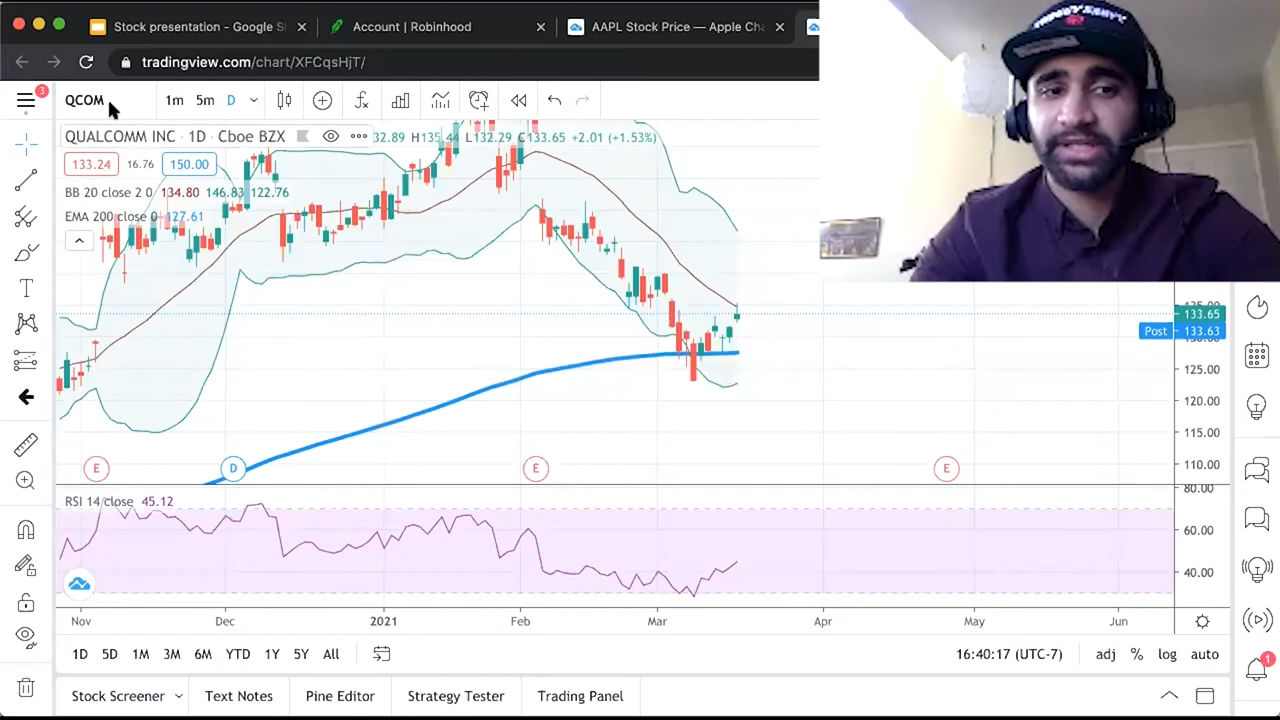 Stock presentation - Google S
Account | Robinhood
AAPL Stock Price — Apple Cha
tradingview.com/chart/XFCqsHjT/
3
QCOM
1m 5m D
QUALCOMM INC · 1D · Cboe BZX
32.89 H135.44 L132.29 C133.65 +2.01 (+1.53%)
133.24 16.76 150.00
BB 20 close 2 0 134.80 146.83 122.76
EMA 200 close 0 127.61
133.65
Post 133.63
125.00
120.00
115.00
110.00
E D E E
RSI 14 close 45.12
80.00
60.00
40.00
Nov Dec 2021 Feb Mar Apr May Jun
1D 5D 1M 3M 6M YTD 1Y 5Y All
16:40:17 (UTC-7) adj % log auto
1
Stock Screener Text Notes Pine Editor Strategy Tester Trading Panel